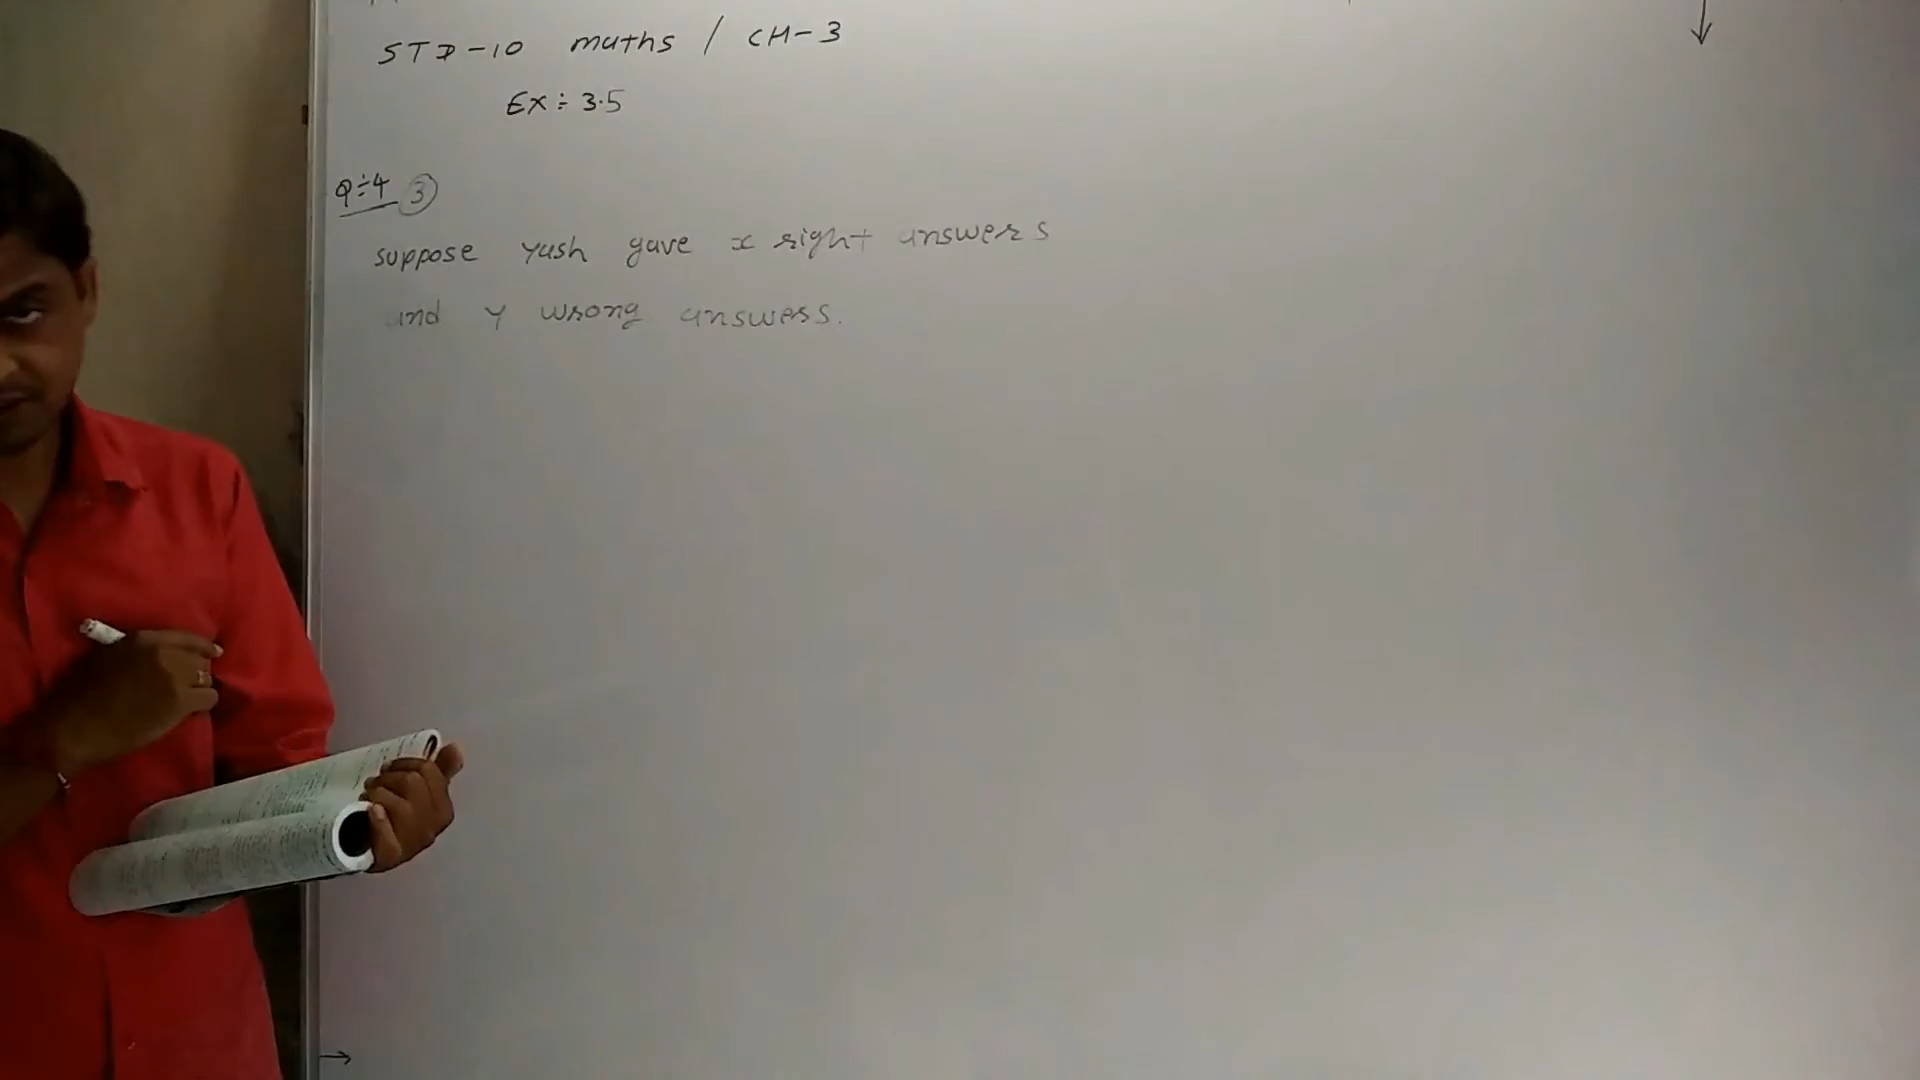 STD-10 maths / CH-3
EX÷ 3.5
Q÷4 3
suppose Yash gave x right answers
and y wrong answers.